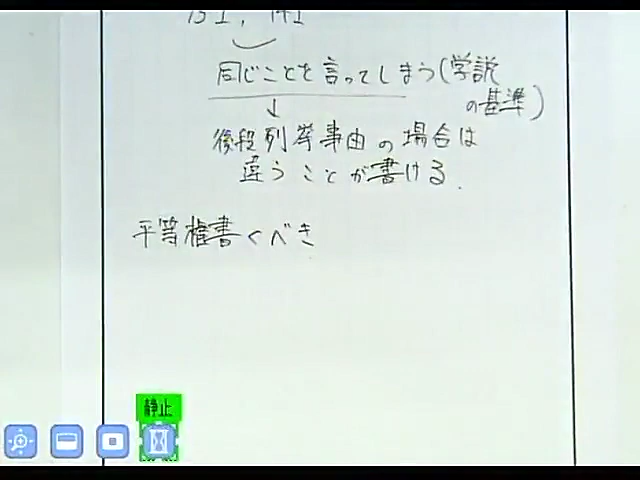 同じことを言ってしまう(学説
の基準)
↓
後段列挙事由の場合は
違うことが書ける.
平等権書くべき
静止